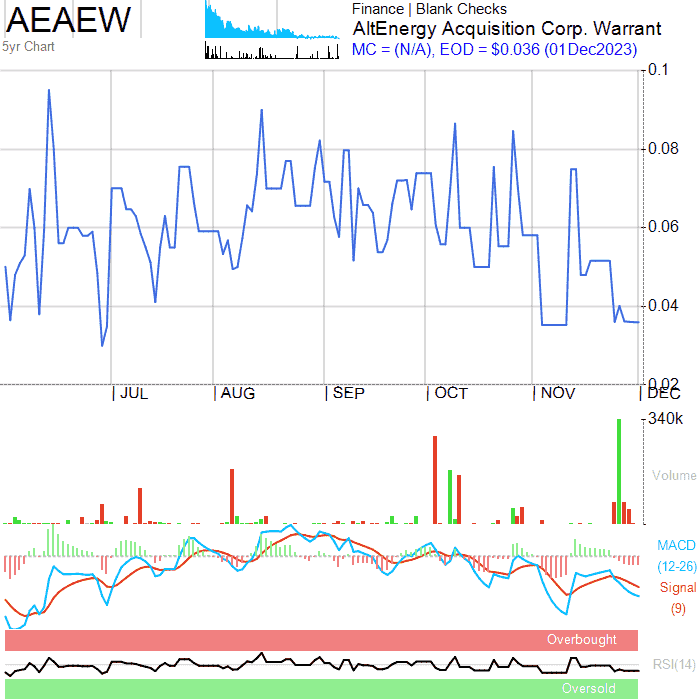 AEAEW
5yr Chart
Finance | Blank Checks
AltEnergy Acquisition Corp. Warrant
MC = (N/A), EOD = $0.036 (01Dec2023)
0.1
0.08
0.06
0.04
0.02
JUL AUG SEP OCT NOV DEC
340k
Volume
MACD
(12-26)
Signal
(9)
Overbought
RSI(14)
Oversold